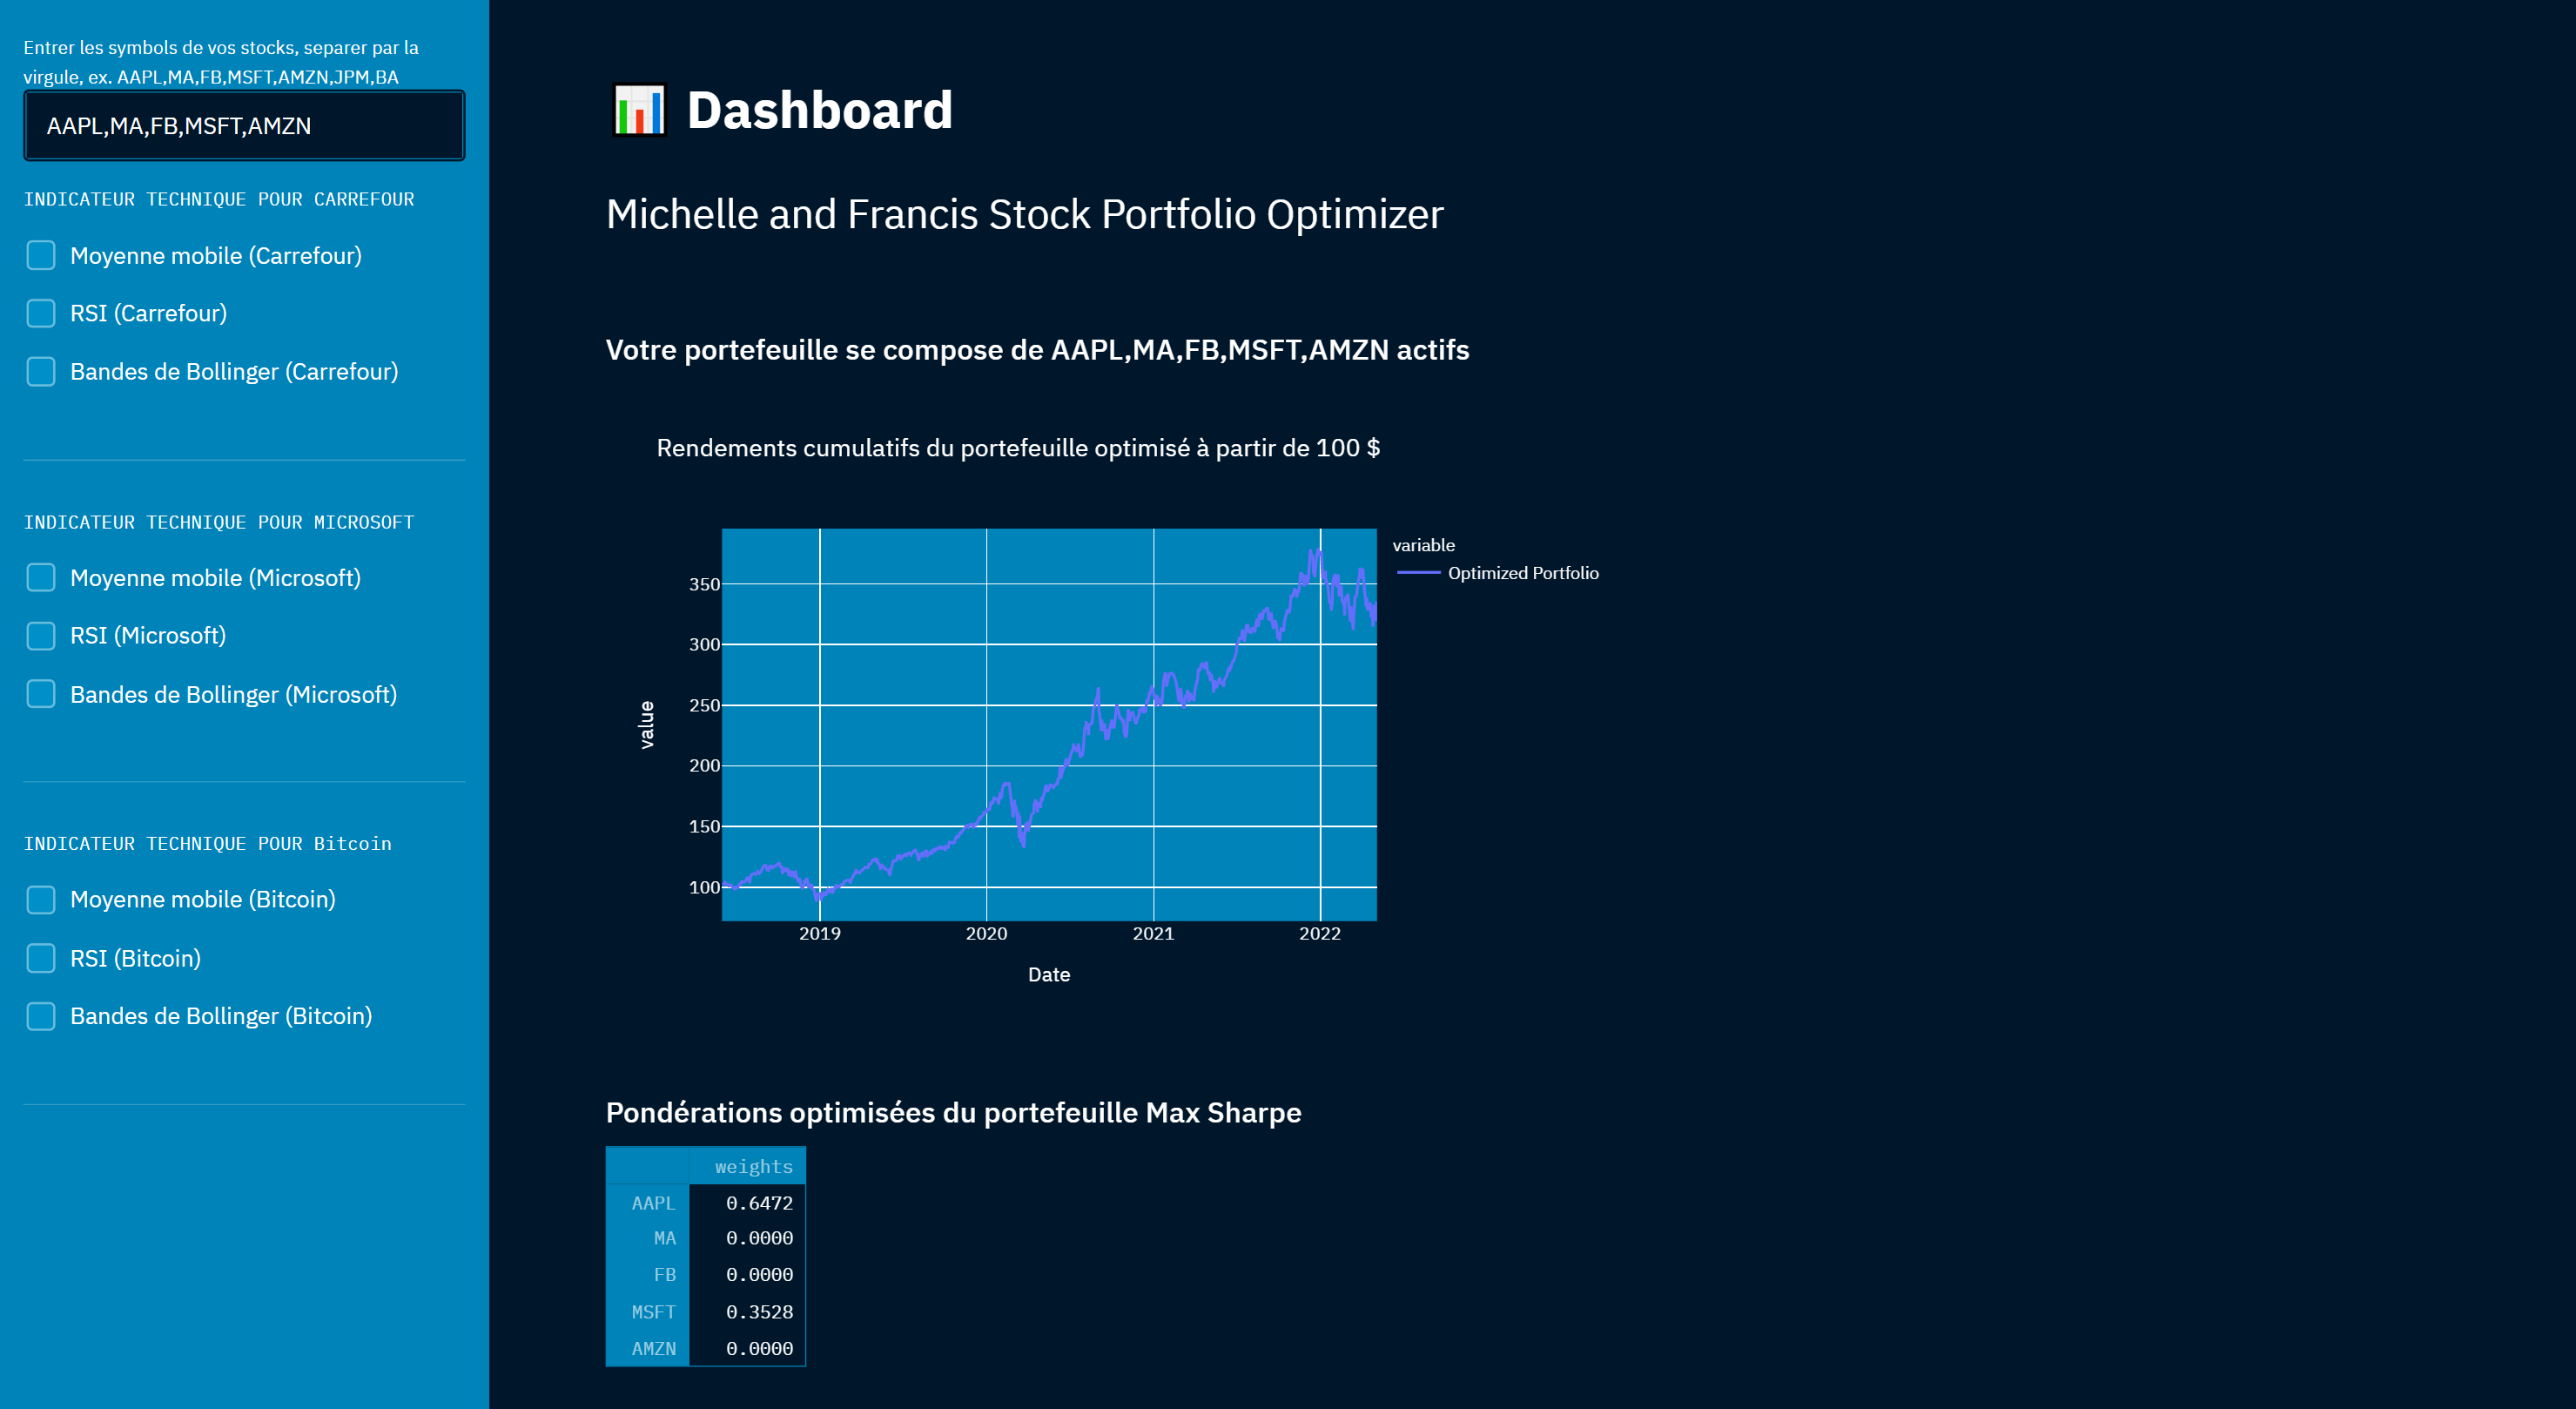 Entrer les symbols de vos stocks, separer par la
virgule, ex. AAPL,MA,FB,MSFT,AMZN,JPM,BA
AAPL,MA,FB,MSFT,AMZN
INDICATEUR TECHNIQUE POUR CARREFOUR
Moyenne mobile (Carrefour)
RSI (Carrefour)
Bandes de Bollinger (Carrefour)
INDICATEUR TECHNIQUE POUR MICROSOFT
Moyenne mobile (Microsoft)
RSI (Microsoft)
Bandes de Bollinger (Microsoft)
INDICATEUR TECHNIQUE POUR Bitcoin
Moyenne mobile (Bitcoin)
RSI (Bitcoin)
Bandes de Bollinger (Bitcoin)
Dashboard
Michelle and Francis Stock Portfolio Optimizer
Votre portefeuille se compose de AAPL,MA,FB,MSFT,AMZN actifs
Rendements cumulatifs du portefeuille optimisé à partir de 100 $
variable
Optimized Portfolio
350
300
250
200
150
100
value
2019 2020 2021 2022
Date
Pondérations optimisées du portefeuille Max Sharpe
weights
AAPL 0.6472
MA 0.0000
FB 0.0000
MSFT 0.3528
AMZN 0.0000